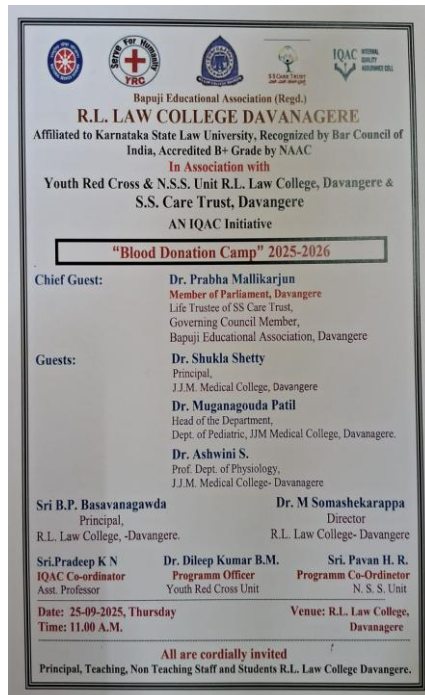 Serve For Humanity
YRC
S S CARE TRUST
IQAC INTERNAL QUALITY ASSURANCE CELL
Bapuji Educational Association (Regd.)
R.L. LAW COLLEGE DAVANAGERE
Affiliated to Karnataka State Law University, Recognized by Bar Council of
India, Accredited B+ Grade by NAAC
In Association with
Youth Red Cross & N.S.S. Unit R.L. Law College, Davangere &
S.S. Care Trust, Davangere
AN IQAC Initiative
“Blood Donation Camp” 2025-2026
Chief Guest: Dr. Prabha Mallikarjun
Member of Parliament, Davangere
Life Trustee of SS Care Trust,
Governing Council Member,
Bapuji Educational Association, Davangere
Guests: Dr. Shukla Shetty
Principal,
J.J.M. Medical College, Davangere
Dr. Muganagouda Patil
Head of the Department,
Dept. of Pediatric, JJM Medical College, Davanagere.
Dr. Ashwini S.
Prof. Dept. of Physiology,
J.J.M. Medical College- Davangere
Sri B.P. Basavanagawda Dr. M Somashekarappa
Principal, Director
R.L. Law College, -Davangere. R.L. Law College- Davangere
Sri.Pradeep K N Dr. Dileep Kumar B.M. Sri. Pavan H. R.
IQAC Co-ordinator Programm Officer Programm Co-Ordinetor
Asst. Professor Youth Red Cross Unit N. S. S. Unit
Date: 25-09-2025, Thursday Venue: R.L. Law College,
Time: 11.00 A.M. Davanagere
All are cordially invited
Principal, Teaching, Non Teaching Staff and Students R.L. Law College Davangere.